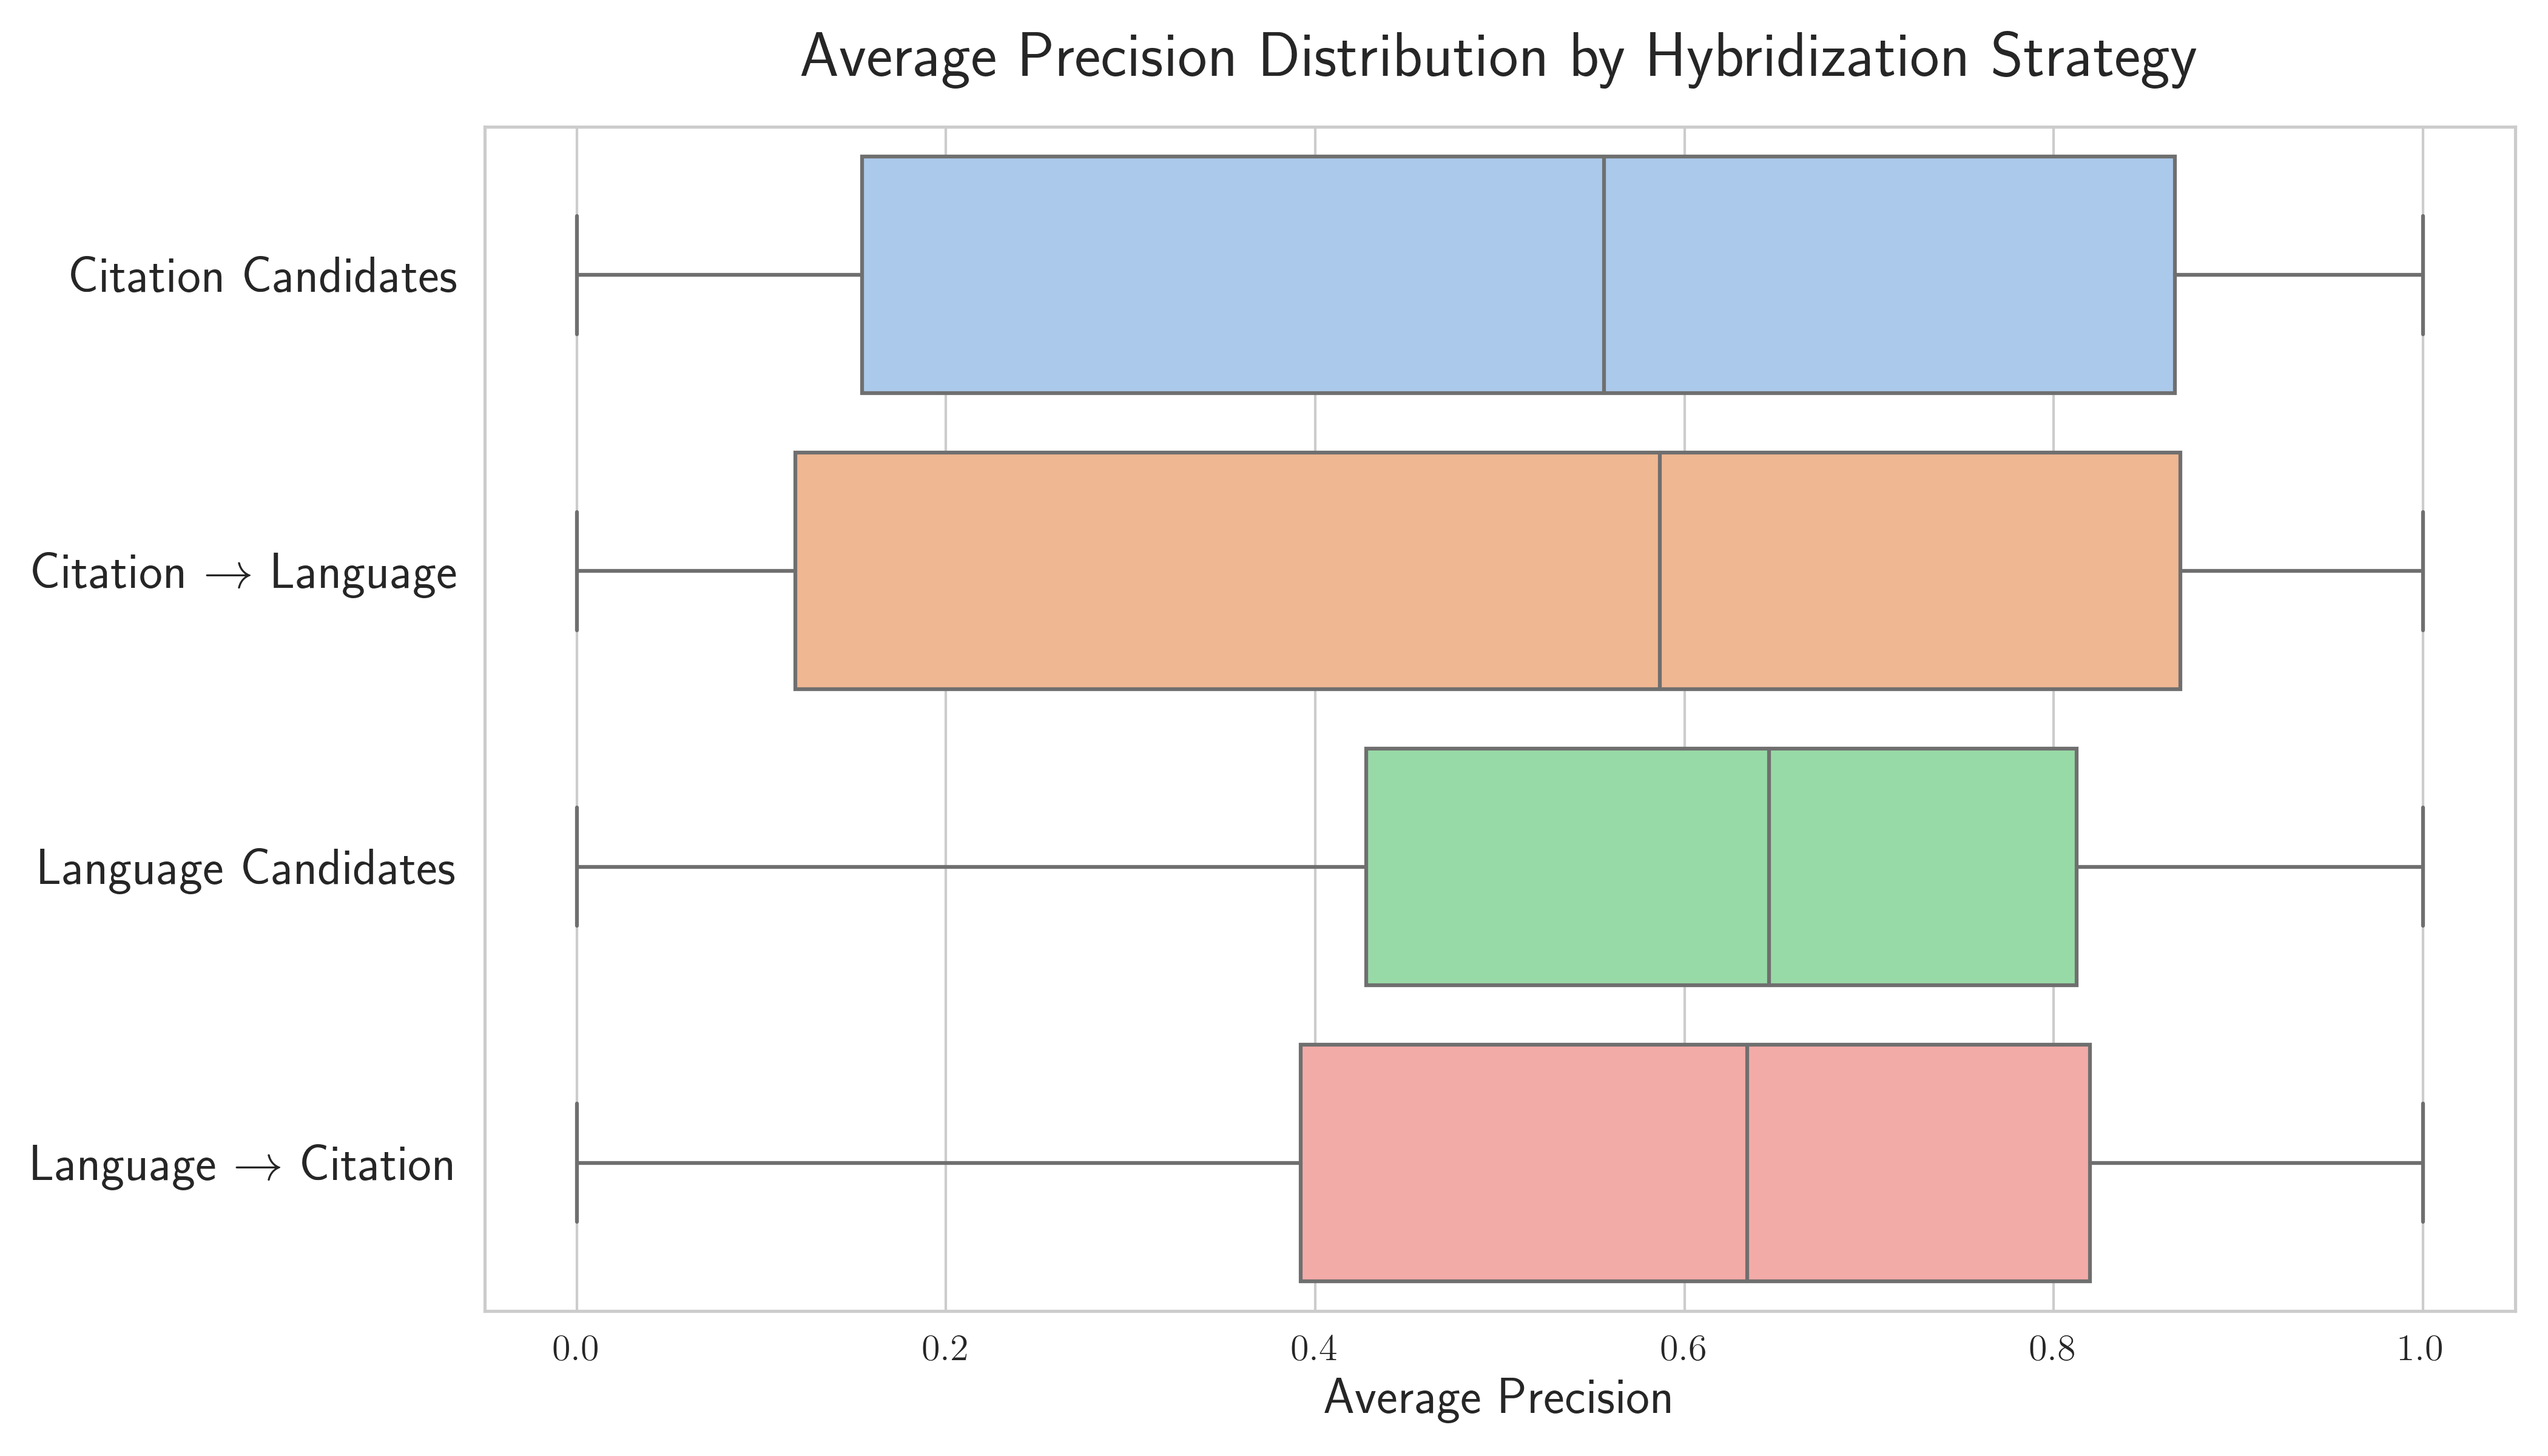 Average Precision Distribution by Hybridization Strategy
Citation Candidates
Citation → Language
Language Candidates
Language → Citation
0.0 0.2 0.4 0.6 0.8 1.0
Average Precision